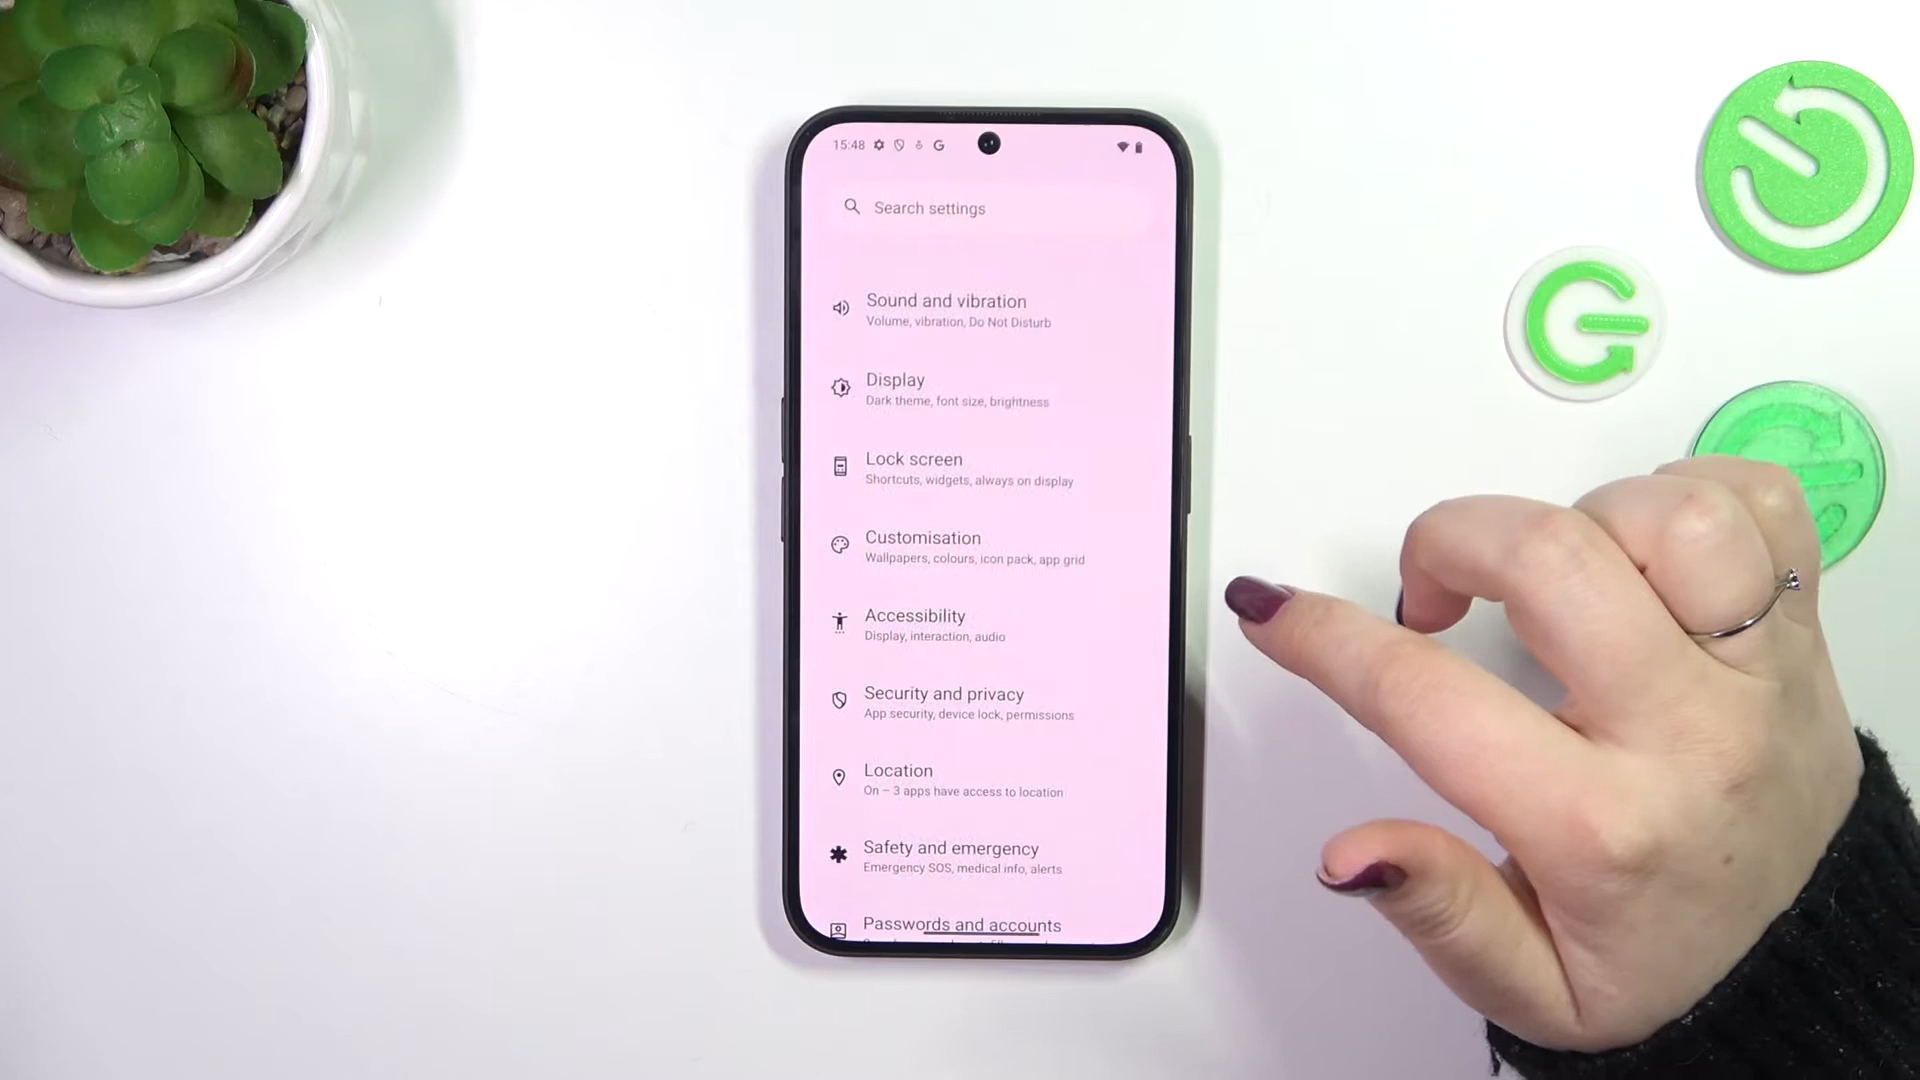 15:48
Search settings
Sound and vibration
Volume, vibration, Do Not Disturb
Display
Dark theme, font size, brightness
Lock screen
Shortcuts, widgets, always on display
Customisation
Wallpapers, colours, icon pack, app grid
Accessibility
Display, interaction, audio
Security and privacy
App security, device lock, permissions
Location
On – 3 apps have access to location
Safety and emergency
Emergency SOS, medical info, alerts
Passwords and accounts